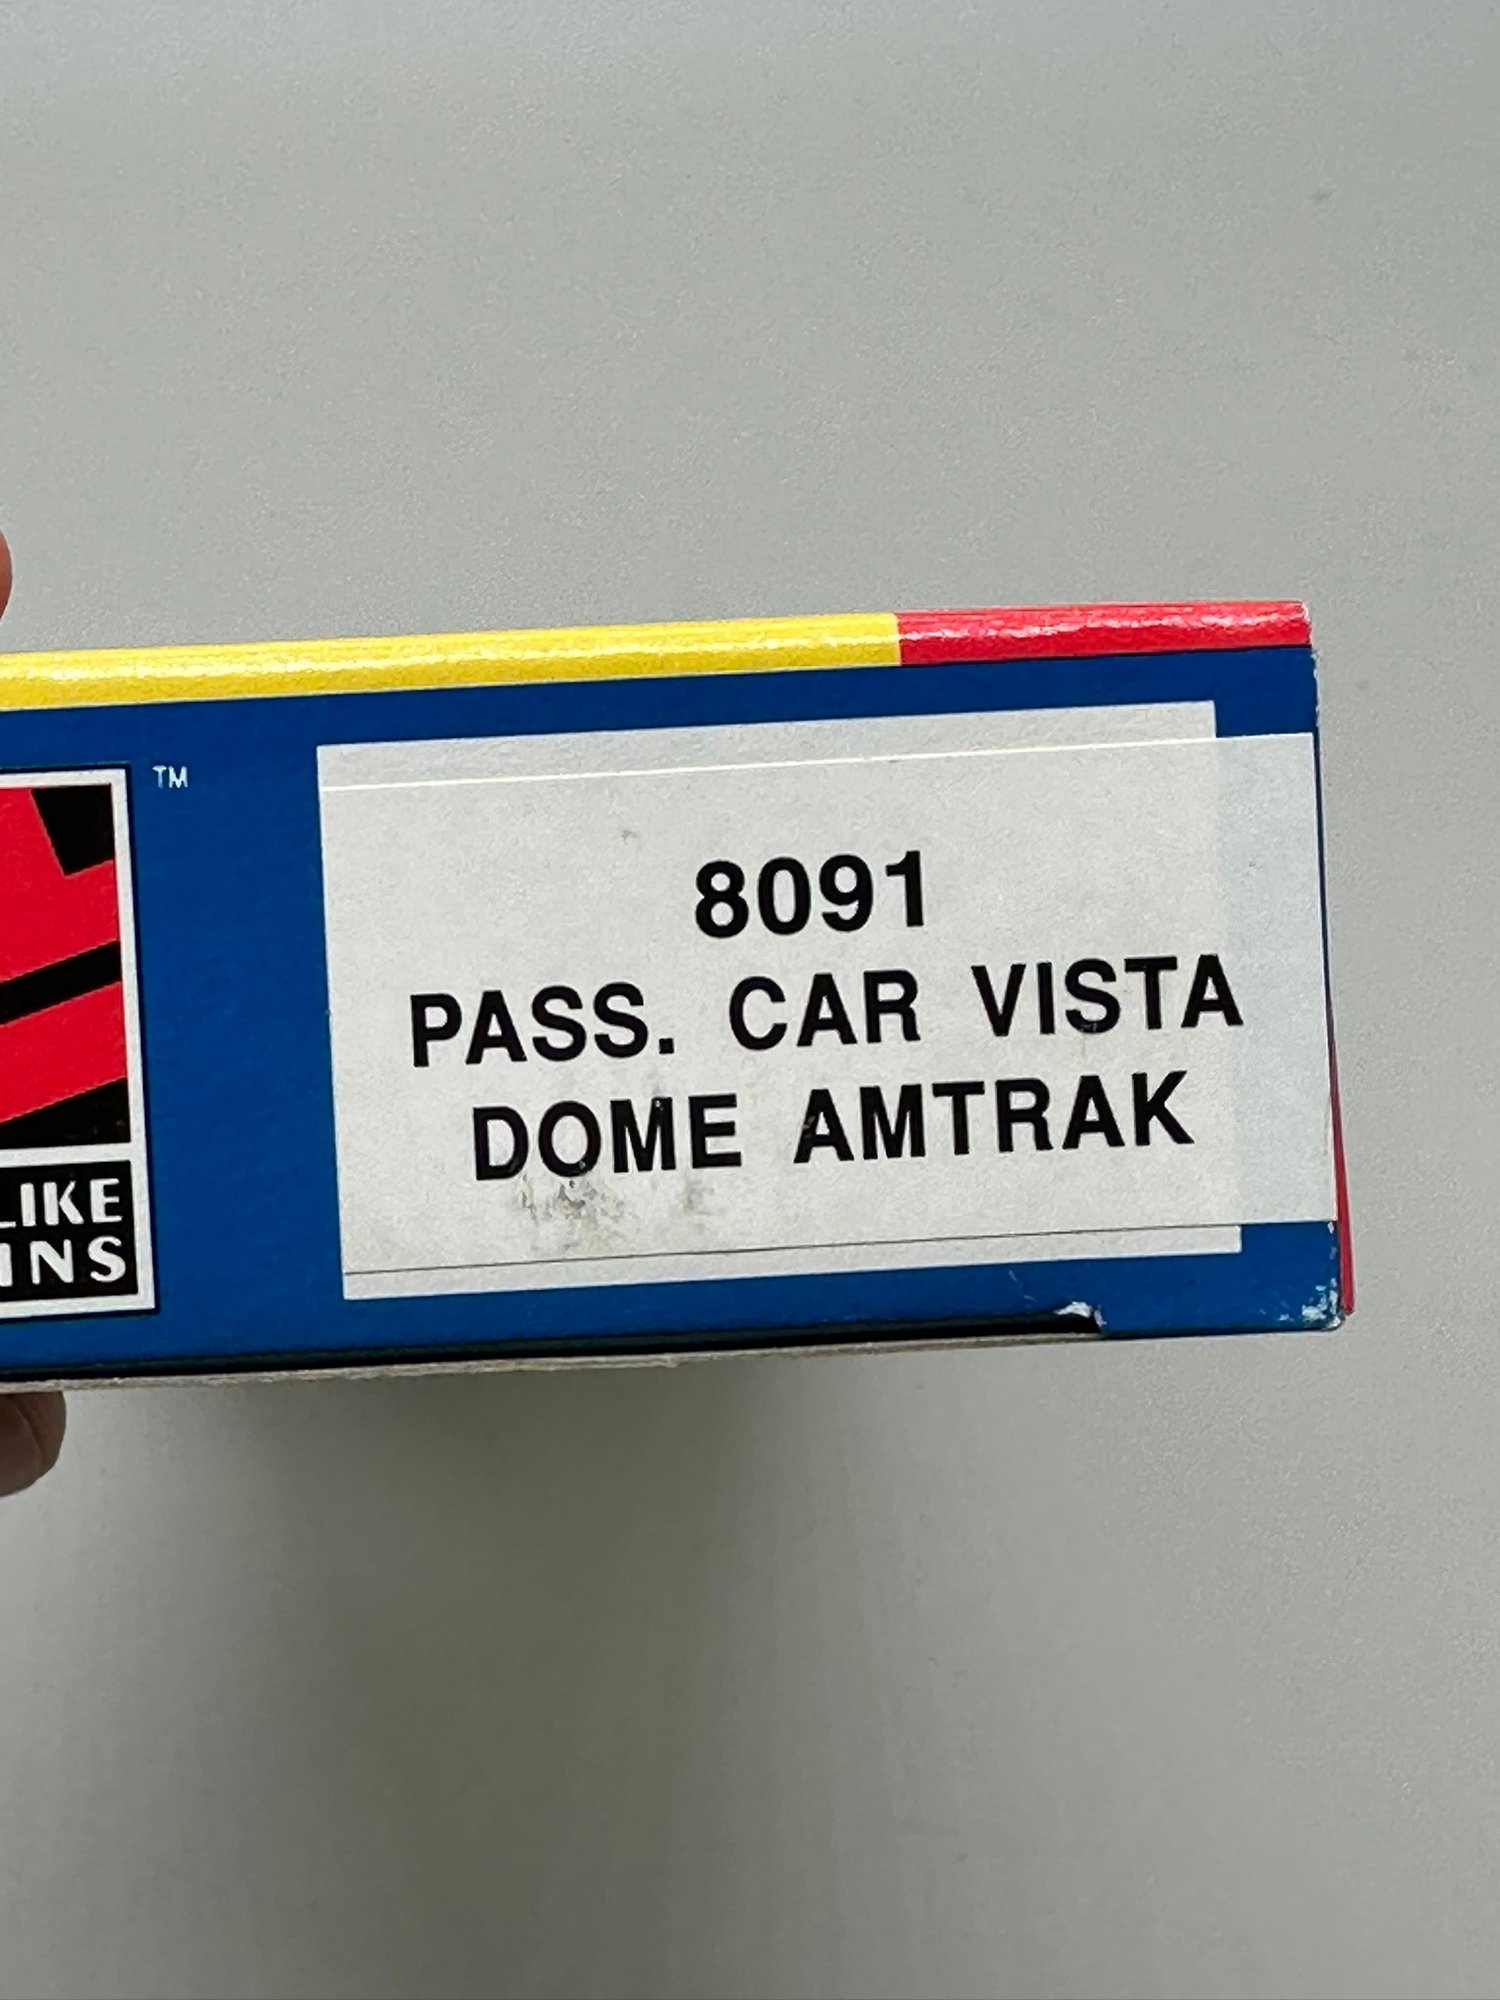 TM
LIKE
INS
8091
PASS. CAR VISTA
DOME AMTRAK